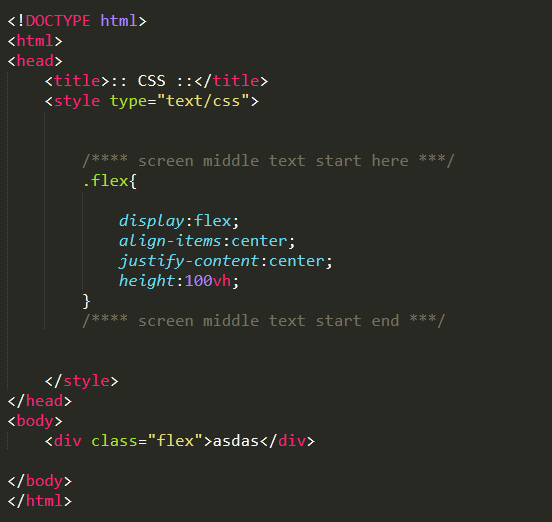 <!DOCTYPE html>
<html>
<head>
<title>:: CSS ::</title>
<style type="text/css">
/**** screen middle text start here ***/
.flex{
display:flex;
align-items:center;
justify-content:center;
height:100vh;
}
/**** screen middle text start end ***/
</style>
</head>
<body>
<div class="flex">asdas</div>
</body>
</html>